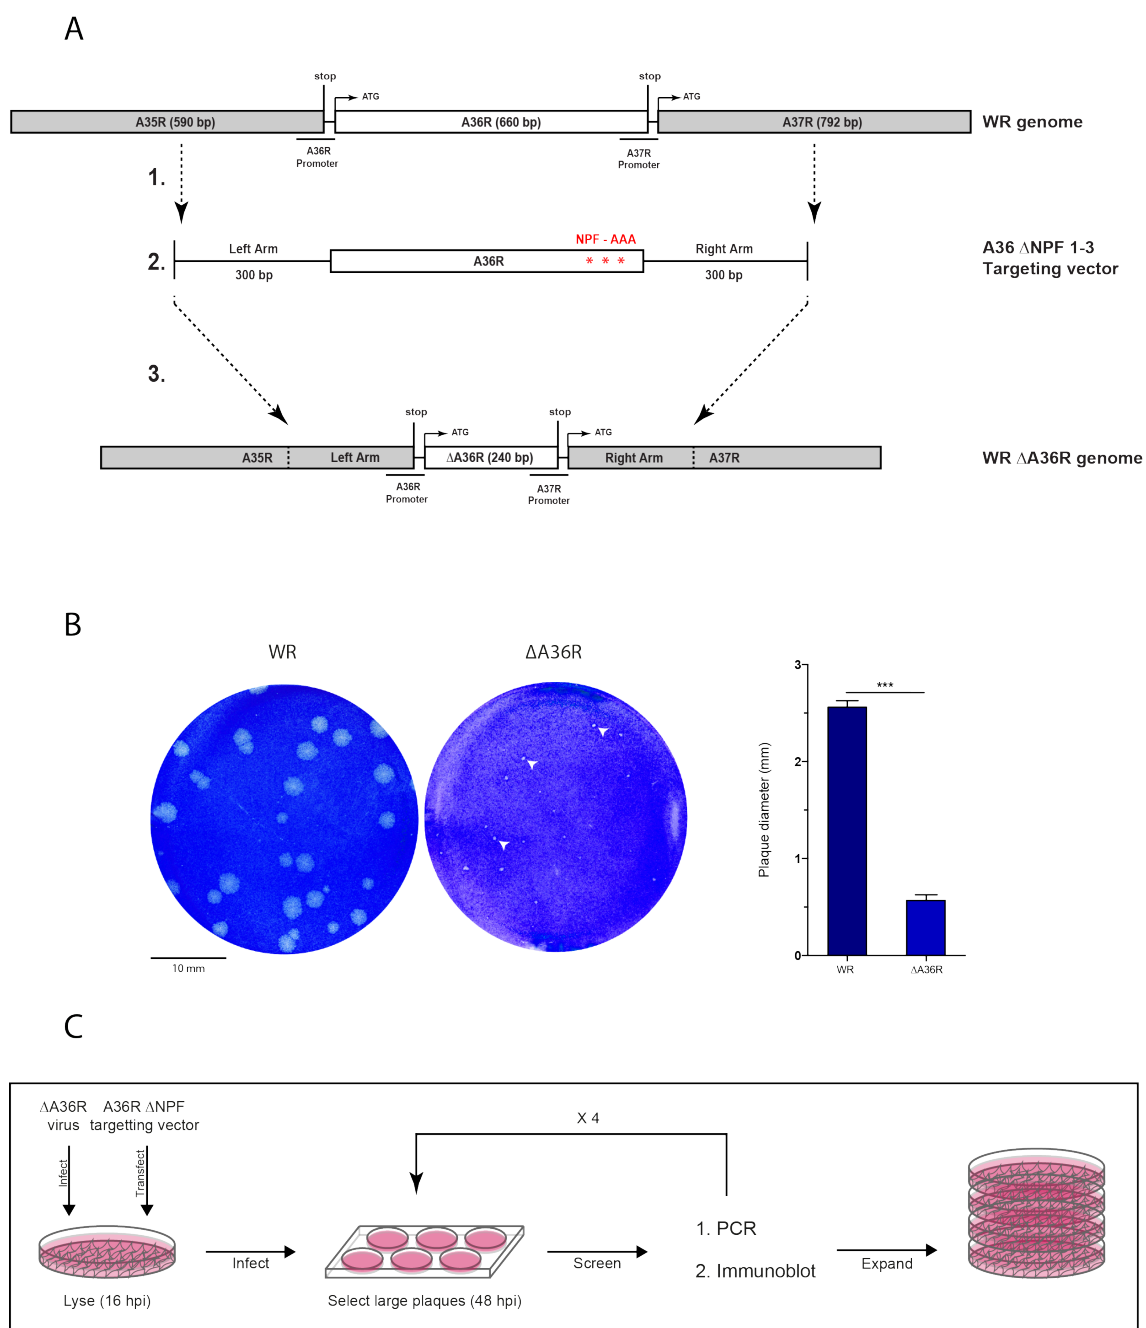 A
stop
ATG
stop
ATG
A35R (590 bp)
A36R (660 bp)
A37R (792 bp)
WR genome
A36R
Promoter
A37R
Promoter
1.
NPF - AAA
Left Arm
Right Arm
A36 ΔNPF 1-3
Targeting vector
2.
A36R
* * *
300 bp
300 bp
3.
stop
ATG
stop
ATG
A35R
Left Arm
ΔA36R (240 bp)
Right Arm
A37R
WR ΔA36R genome
A36R
Promoter
A37R
Promoter
B
WR
ΔA36R
10 mm
Plaque diameter (mm)
3
2
1
0
***
WR
ΔA36R
C
ΔA36R
virus
A36R ΔNPF
targetting vector
Infect
Transfect
Lyse (16 hpi)
Infect
Select large plaques (48 hpi)
X 4
Screen
1. PCR
2. Immunoblot
Expand